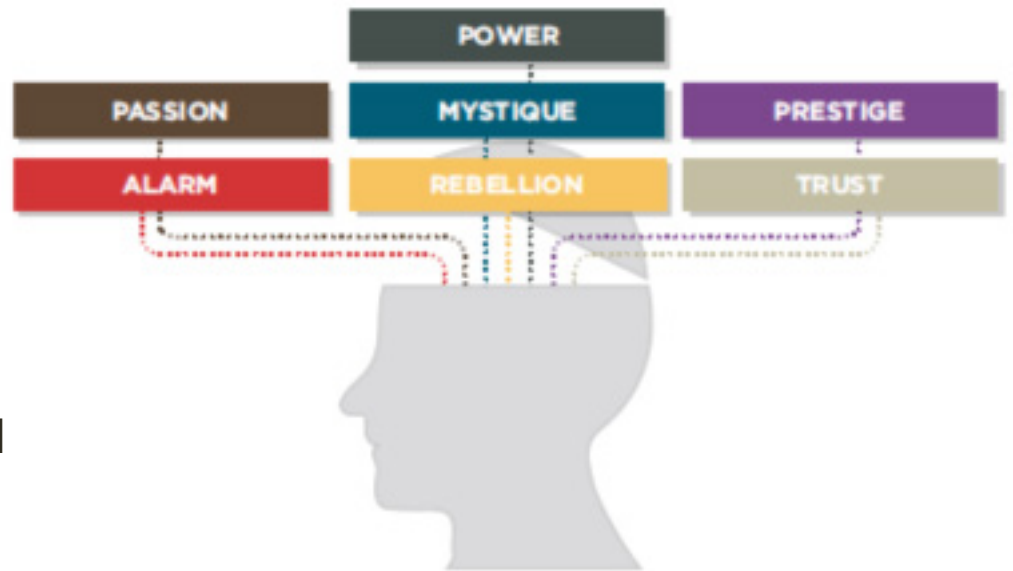 POWER
PASSION
MYSTIQUE
PRESTIGE
ALARM
REBELLION
TRUST